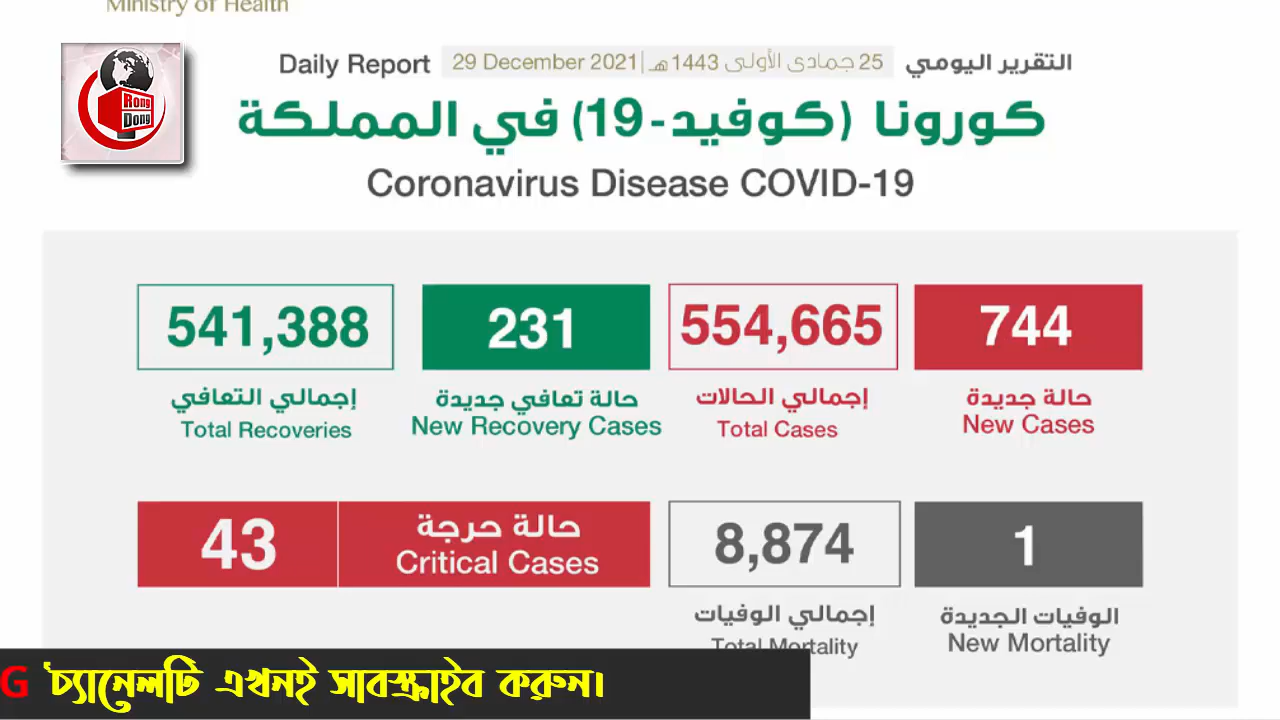 Ministry of Health
Rong
Dong
Daily Report 29 December 2021| 25 جمادى الأولى 1443هـ التقرير اليومي
كورونا (كوفيد-19) في المملكة
Coronavirus Disease COVID-19
541,388 231 554,665 744
إجمالي التعافي حالة تعافي جديدة إجمالي الحالات حالة جديدة
Total Recoveries New Recovery Cases Total Cases New Cases
43 حالة حرجة 8,874 1
Critical Cases
إجمالي الوفيات الوفيات الجديدة
Total Mortality New Mortality
G চ্যানেলটি এখনই সাবস্ক্রাইব করুন।